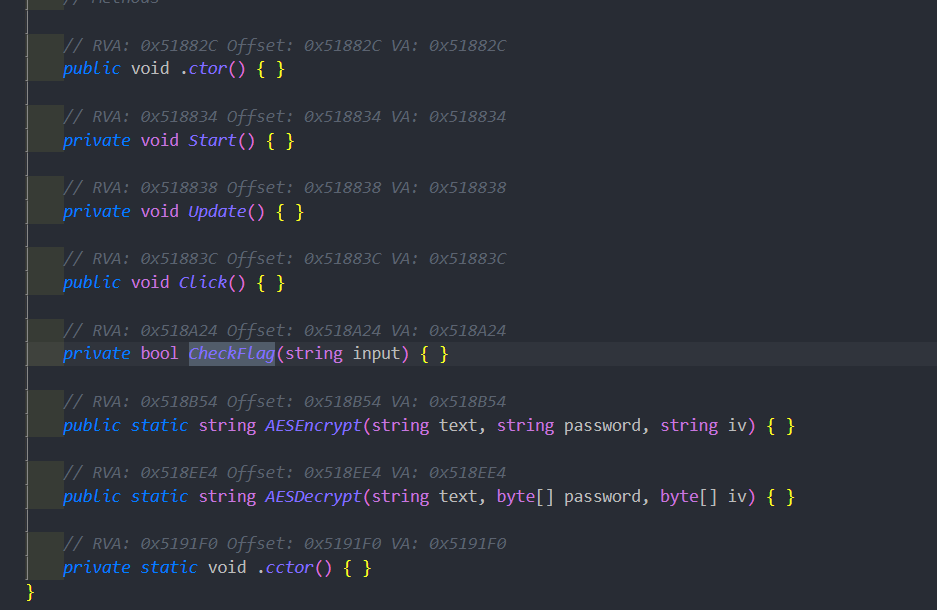 // Methods
// RVA: 0x51882C Offset: 0x51882C VA: 0x51882C
public void .ctor() { }
// RVA: 0x518834 Offset: 0x518834 VA: 0x518834
private void Start() { }
// RVA: 0x518838 Offset: 0x518838 VA: 0x518838
private void Update() { }
// RVA: 0x51883C Offset: 0x51883C VA: 0x51883C
public void Click() { }
// RVA: 0x518A24 Offset: 0x518A24 VA: 0x518A24
private bool CheckFlag(string input) { }
// RVA: 0x518B54 Offset: 0x518B54 VA: 0x518B54
public static string AESEncrypt(string text, string password, string iv) { }
// RVA: 0x518EE4 Offset: 0x518EE4 VA: 0x518EE4
public static string AESDecrypt(string text, byte[] password, byte[] iv) { }
// RVA: 0x5191F0 Offset: 0x5191F0 VA: 0x5191F0
private static void .cctor() { }
}